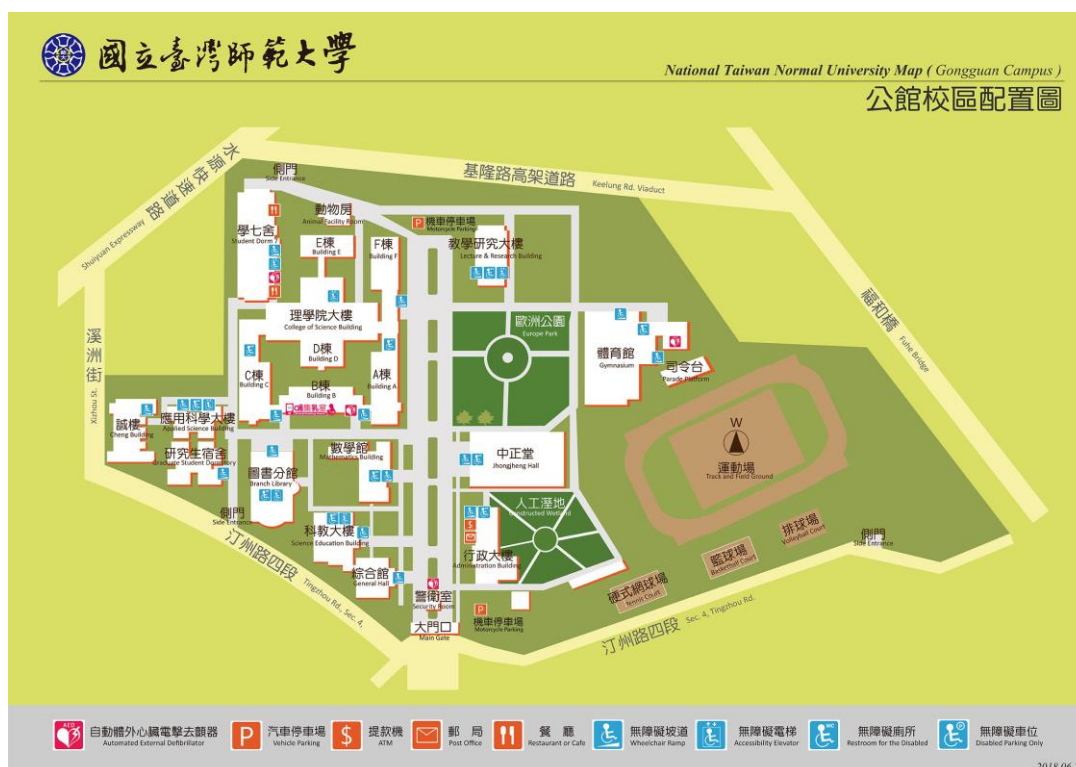 國立臺灣師範大學
National Taiwan Normal University Map ( Gongguan Campus )
公館校區配置圖
水源快速道路
Shuiyuan Expressway
基隆路高架道路
Keelung Rd. Viaduct
側門
Side Entrance
動物房
Animal Facility Room
P
機車停車場
Motorcycle Parking
學七舍
Student Dorm 7
E棟
Building E
F棟
Building F
教學研究大樓
Lecture & Research Building
福和橋
Fuhe Bridge
溪洲街
Xizhou St.
理學院大樓
College of Science Building
歐洲公園
Europe Park
體育館
Gymnasium
司令台
Parade Platform
D棟
Building D
C棟
Building C
A棟
Building A
B棟
Building B
哺集乳室
誠樓
Cheng Building
應用科學大樓
Applied Science Building
研究生宿舍
Graduate Student Dormitory
圖書分館
Branch Library
數學館
Mathematics Building
中正堂
Jhongjheng Hall
W
運動場
Track and Field Ground
人工溼地
Constructed Wetland
側門
Side Entrance
科教大樓
Science Education Building
綜合館
General Hall
$
行政大樓
Administration Building
排球場
Volleyball Court
籃球場
Basketball Court
側門
Side Entrance
硬式網球場
Tennis Court
警衛室
Security Room
大門口
Main Gate
P
機車停車場
Motorcycle Parking
汀州路四段
Tingzhou Rd., Sec. 4,
汀州路四段
Sec. 4, Tingzhou Rd.
AED
自動體外心臟電擊去顫器
Automated External Defibrillator
P
汽車停車場
Vehicle Parking
$
提款機
ATM
郵局
Post Office
餐廳
Restaurant or Cafe
無障礙坡道
Wheelchair Ramp
無障礙電梯
Accessibility Elevator
WC
無障礙廁所
Restroom for the Disabled
P
無障礙車位
Disabled Parking Only
2018.06